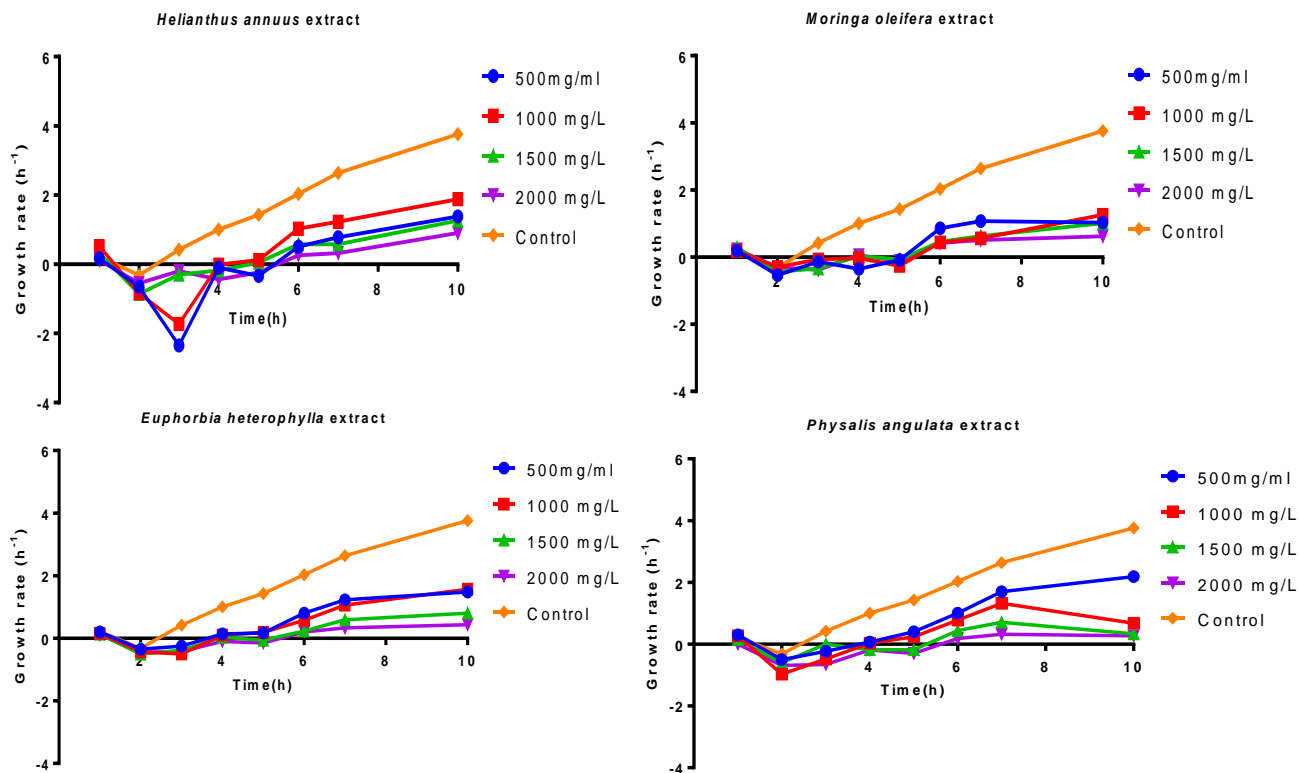 Helianthus annuus extract
6
4
2
0
-2
-4
Growth rate (h⁻¹)
4
6
8
10
Time(h)
500mg/ml
1000 mg/L
1500 mg/L
2000 mg/L
Control
Moringa oleifera extract
6
4
2
0
-2
-4
Growth rate (h⁻¹)
2
4
6
8
10
Time(h)
500mg/ml
1000 mg/L
1500 mg/L
2000 mg/L
Control
Euphorbia heterophylla extract
6
4
2
0
-2
-4
Growth rate (h⁻¹)
2
4
6
8
10
Time(h)
500mg/ml
1000 mg/L
1500 mg/L
2000 mg/L
Control
Physalis angulata extract
6
4
2
0
-2
-4
Growth rate (h⁻¹)
4
6
8
10
Time(h)
500mg/ml
1000 mg/L
1500 mg/L
2000 mg/L
Control